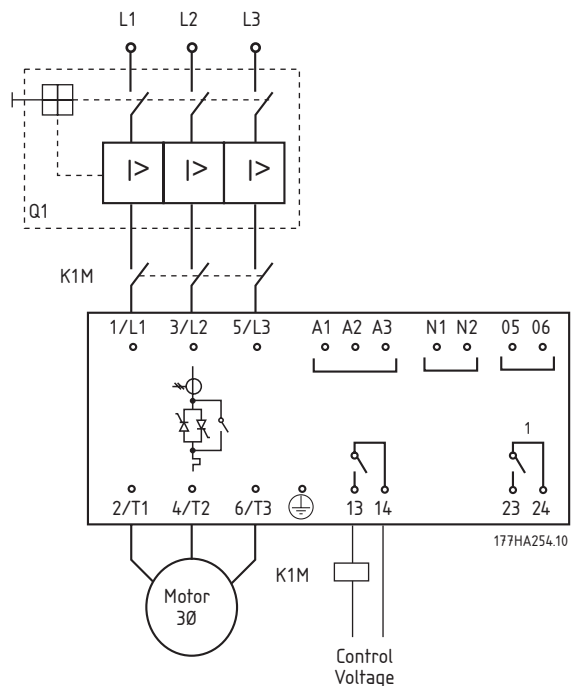 L1 L2 L3
I> I> I>
Q1
K1M
1/L1 3/L2 5/L3 A1 A2 A3 N1 N2 05 06
1
2/T1 4/T2 6/T3 13 14 23 24
177HA254.10
K1M
Motor
3Ø
Control
Voltage